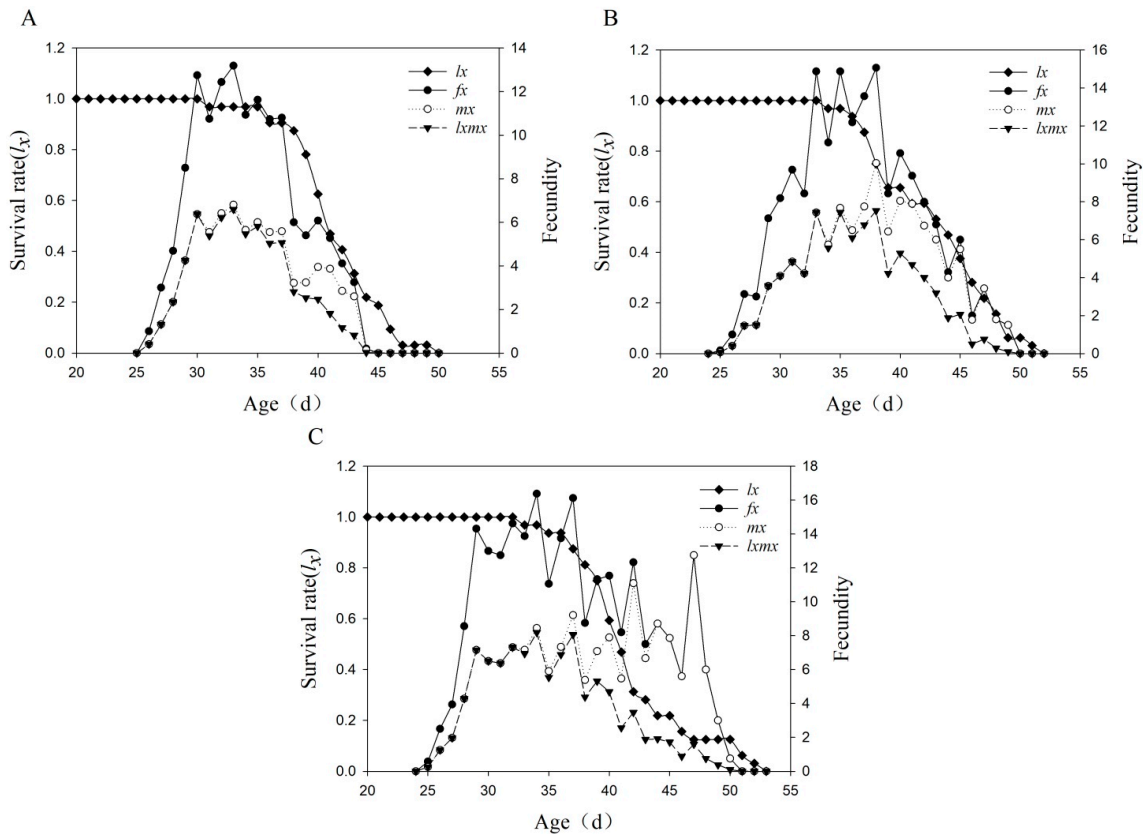 A
1.2
1.0
0.8
0.6
0.4
0.2
0.0
Survival rate(lx)
14
12
10
8
6
4
2
0
Fecundity
lx
fx
mx
lxmx
20 25 30 35 40 45 50 55
Age（d）
B
1.2
1.0
0.8
0.6
0.4
0.2
0.0
Survival rate(lx)
16
14
12
10
8
6
4
2
0
Fecundity
lx
fx
mx
lxmx
20 25 30 35 40 45 50 55
Age（d）
C
1.2
1.0
0.8
0.6
0.4
0.2
0.0
Survival rate(lx)
18
16
14
12
10
8
6
4
2
0
Fecundity
lx
fx
mx
lxmx
20 25 30 35 40 45 50 55
Age（d）